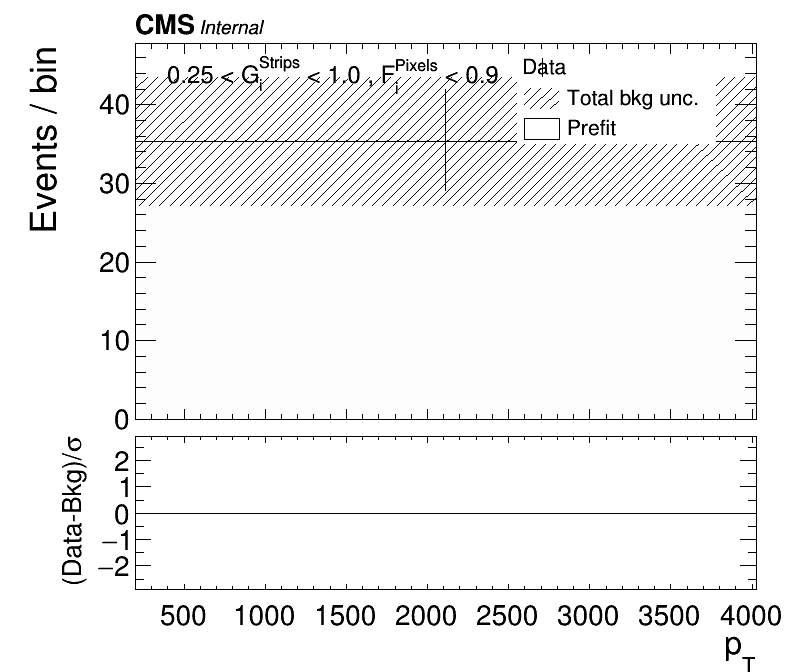 CMS Internal
Events / bin
0.25 < G_i^Strips < 1.0 , F_i^Pixels < 0.9
Data
Total bkg unc.
Prefit
40
30
20
10
0
(Data-Bkg)/σ
2
1
0
−1
−2
500 1000 1500 2000 2500 3000 3500 4000
p_T